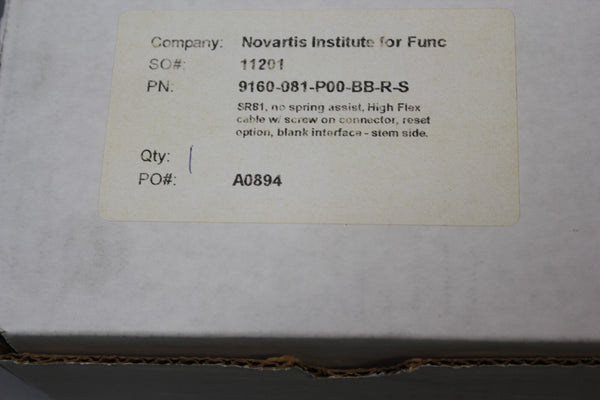 Company: Novartis Institute for Func
SO#: 11201
PN: 9160-081-P00-BB-R-S
SR81, no spring assist, High Flex
cable w/ screw on connector, reset
option, blank interface - stem side.
Qty: 1
PO#: A0894